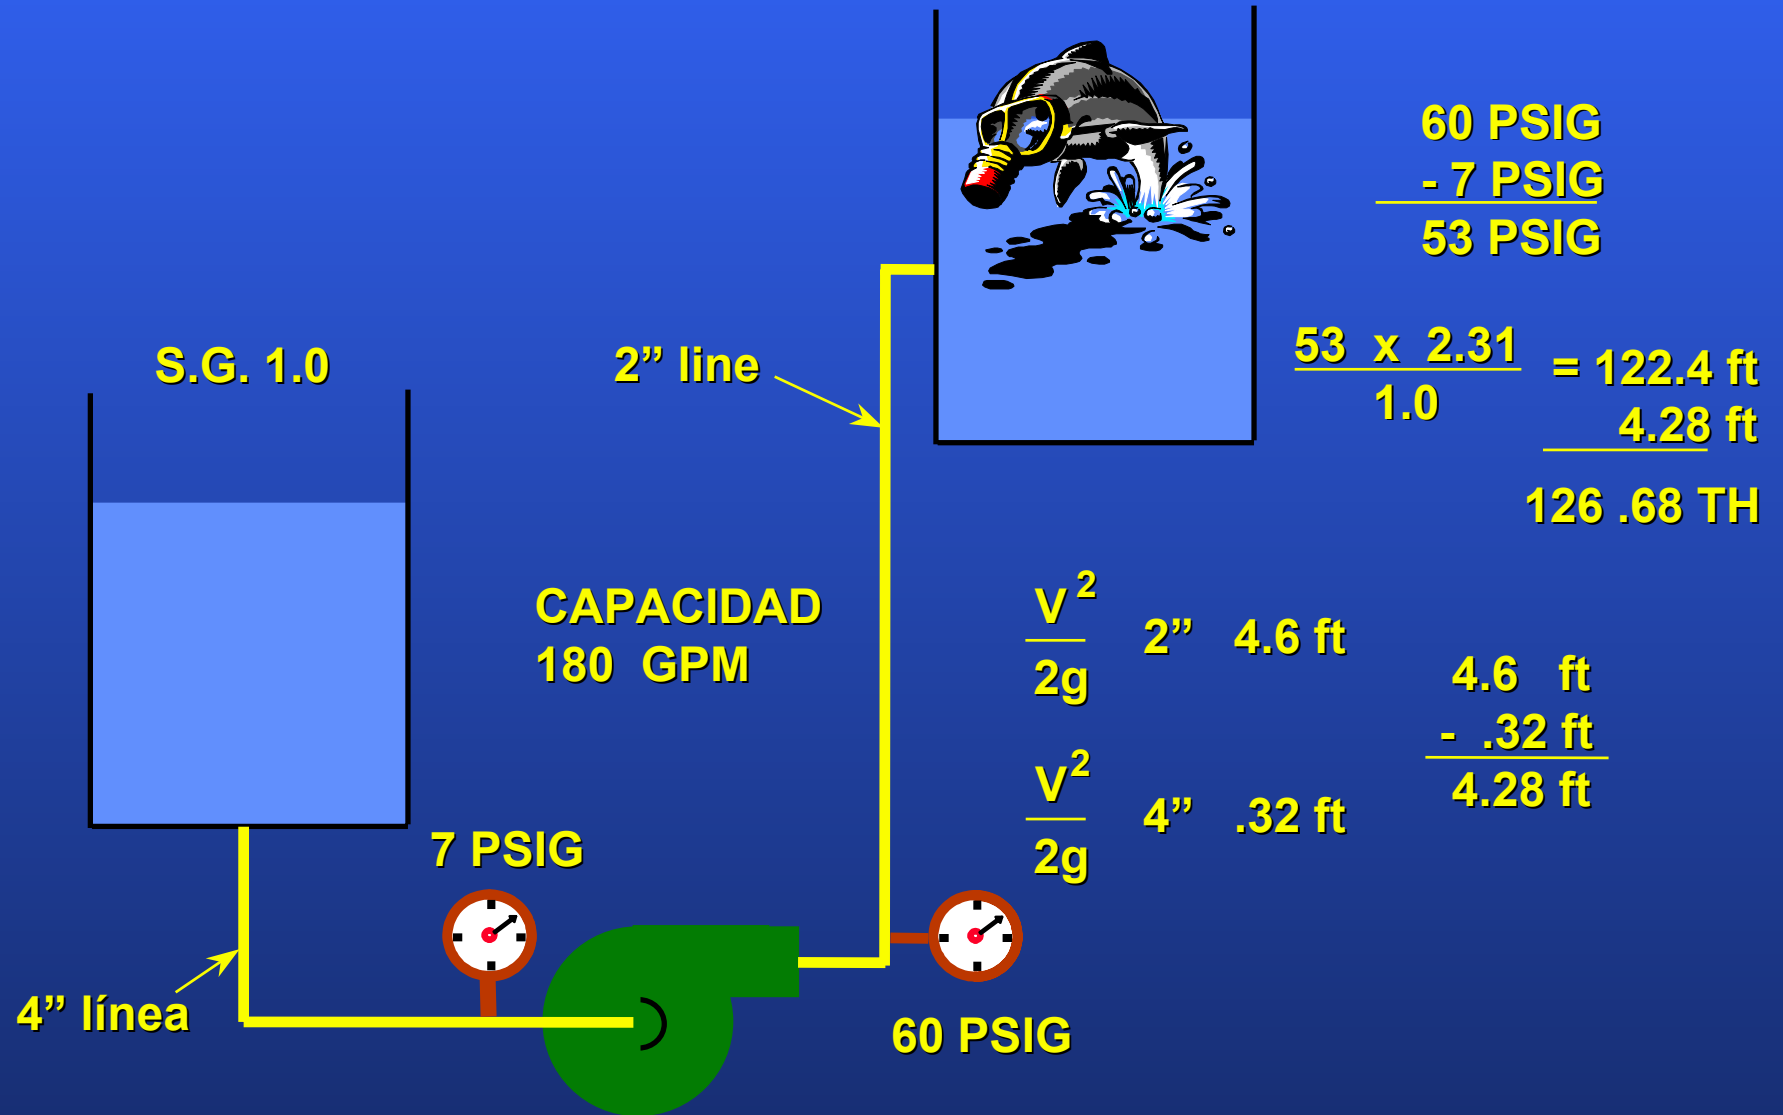 60 PSIG
- 7 PSIG
53 PSIG
S.G. 1.0
2” line
53 x 2.31
1.0
= 122.4 ft
4.28 ft
126 .68 TH
CAPACIDAD
180 GPM
V 2
2g
2” 4.6 ft
V2
2g
4” .32 ft
4.6 ft
- .32 ft
4.28 ft
7 PSIG
4” línea
60 PSIG